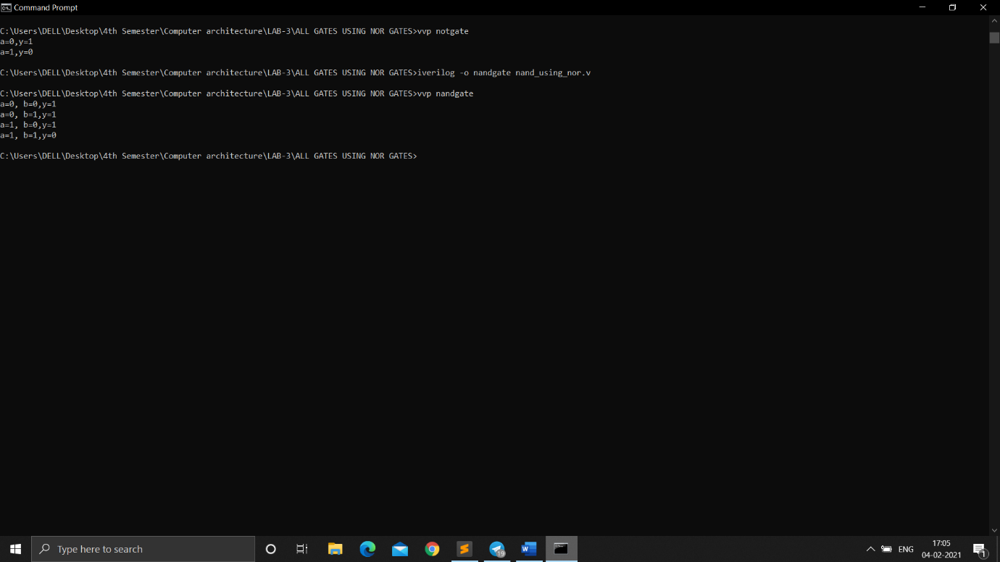 Command Prompt
C:\Users\DELL\Desktop\4th Semester\Computer architecture\LAB-3\ALL GATES USING NOR GATES>vvp notgate
a=0,y=1
a=1,y=0
C:\Users\DELL\Desktop\4th Semester\Computer architecture\LAB-3\ALL GATES USING NOR GATES>iverilog -o nandgate nand_using_nor.v
C:\Users\DELL\Desktop\4th Semester\Computer architecture\LAB-3\ALL GATES USING NOR GATES>vvp nandgate
a=0, b=0,y=1
a=0, b=1,y=1
a=1, b=0,y=1
a=1, b=1,y=0
C:\Users\DELL\Desktop\4th Semester\Computer architecture\LAB-3\ALL GATES USING NOR GATES>
Type here to search
19
ENG
17:05
04-02-2021
1